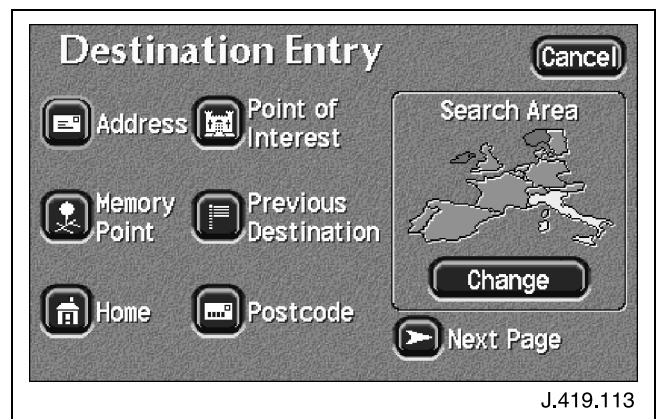 Destination Entry
Cancel
Address
Point of
Interest
Search Area
Memory
Point
Previous
Destination
Change
Home
Postcode
Next Page
J.419.113